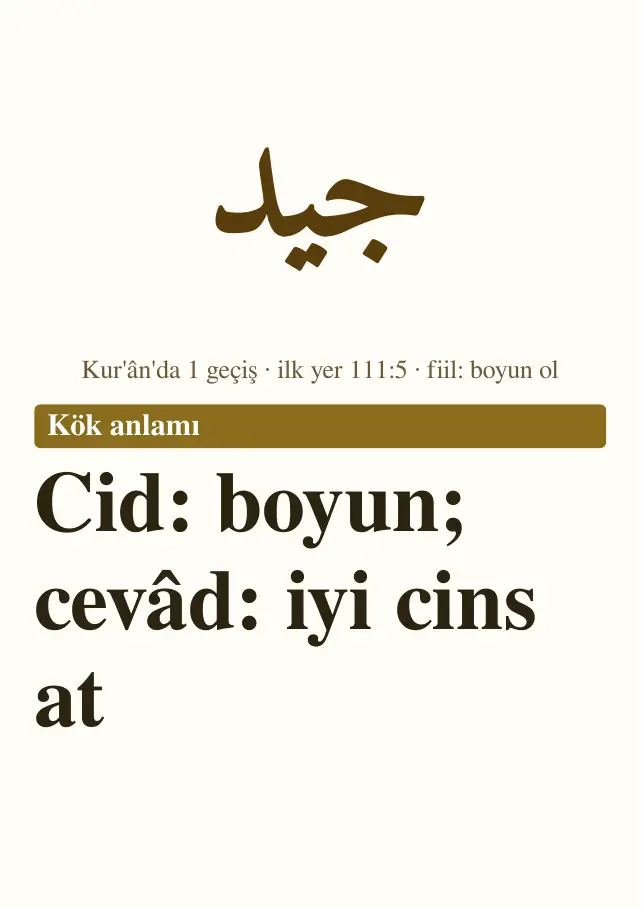 جيد
Kur'ân'da 1 geçiş · ilk yer 111:5 · fiil: boyun ol
Kök anlamı
Cid: boyun;
cevâd: iyi cins
at